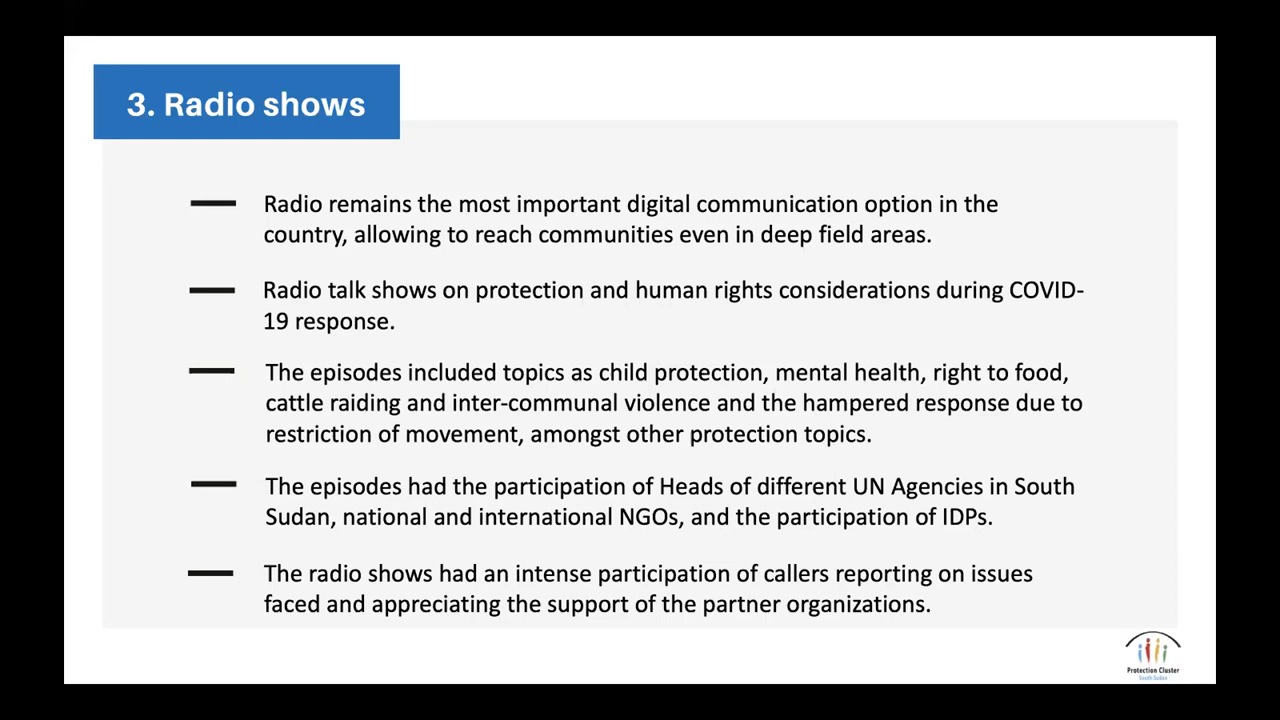 3. Radio shows
Radio remains the most important digital communication option in the
country, allowing to reach communities even in deep field areas.
Radio talk shows on protection and human rights considerations during COVID-
19 response.
The episodes included topics as child protection, mental health, right to food,
cattle raiding and inter-communal violence and the hampered response due to
restriction of movement, amongst other protection topics.
The episodes had the participation of Heads of different UN Agencies in South
Sudan, national and international NGOs, and the participation of IDPs.
The radio shows had an intense participation of callers reporting on issues
faced and appreciating the support of the partner organizations.
Protection Cluster
South Sudan